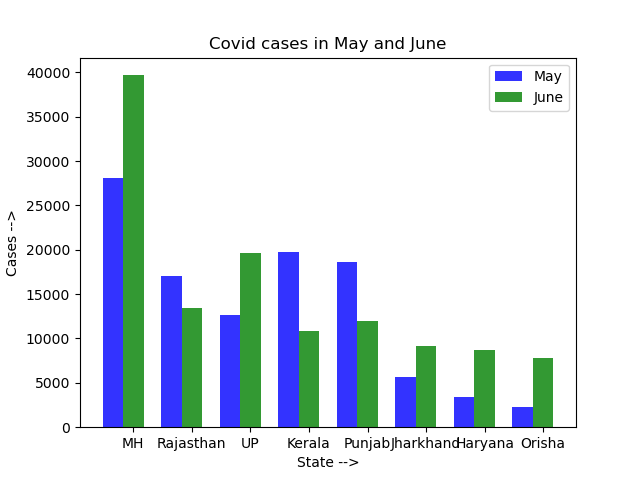 Covid cases in May and June
May
June
Cases -->
40000
35000
30000
25000
20000
15000
10000
5000
0
MH Rajasthan UP Kerala Punjab Jharkhand Haryana Orisha
State -->